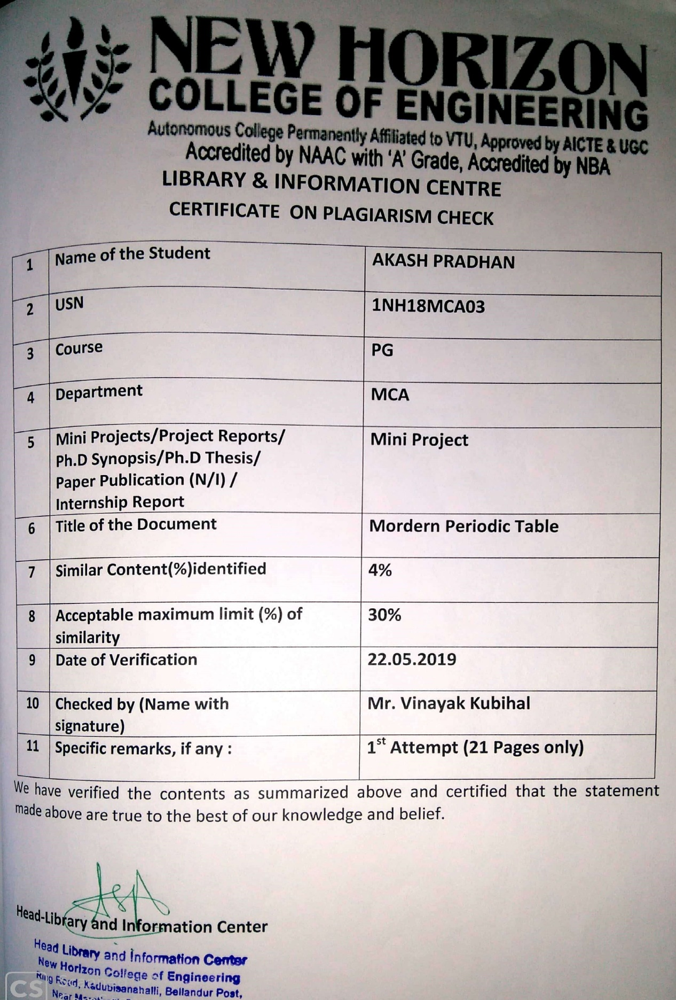 NEW HORIZON
COLLEGE OF ENGINEERING
Autonomous College Permanently Affiliated to VTU, Approved by AICTE & UGC
Accredited by NAAC with 'A' Grade, Accredited by NBA
LIBRARY & INFORMATION CENTRE
CERTIFICATE ON PLAGIARISM CHECK
1 Name of the Student AKASH PRADHAN
2 USN 1NH18MCA03
3 Course PG
4 Department MCA
5 Mini Projects/Project Reports/ Mini Project
Ph.D Synopsis/Ph.D Thesis/
Paper Publication (N/I) /
Internship Report
6 Title of the Document Mordern Periodic Table
7 Similar Content(%)identified 4%
8 Acceptable maximum limit (%) of 30%
similarity
9 Date of Verification 22.05.2019
10 Checked by (Name with Mr. Vinayak Kubihal
signature)
11 Specific remarks, if any : 1st Attempt (21 Pages only)
We have verified the contents as summarized above and certified that the statement
made above are true to the best of our knowledge and belief.
Head-Library and Information Center
Head Library and Information Center
New Horizon College of Engineering
Ring Road, Kadubisanahalli, Bellandur Post,
Near
CS